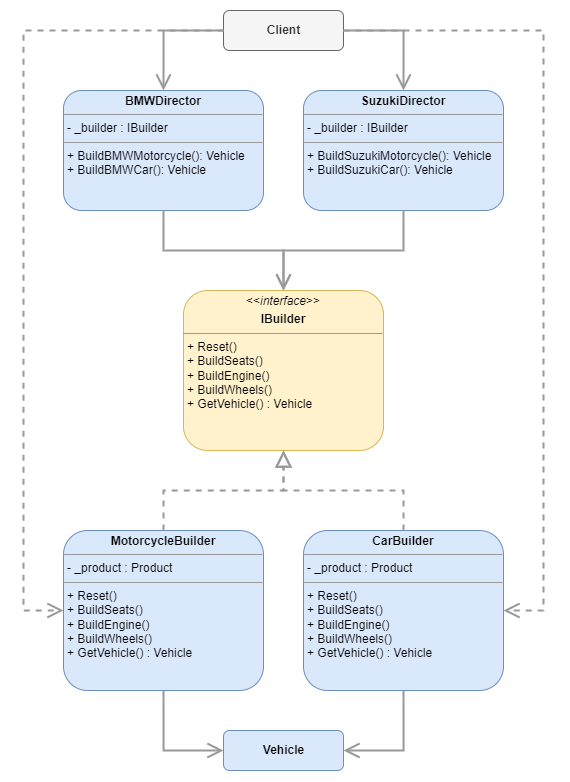 Client
BMWDirector
- _builder : IBuilder
+ BuildBMWMotorcycle(): Vehicle
+ BuildBMWCar(): Vehicle
SuzukiDirector
- _builder : IBuilder
+ BuildSuzukiMotorcycle(): Vehicle
+ BuildSuzukiCar(): Vehicle
<<interface>>
IBuilder
+ Reset()
+ BuildSeats()
+ BuildEngine()
+ BuildWheels()
+ GetVehicle() : Vehicle
MotorcycleBuilder
- _product : Product
+ Reset()
+ BuildSeats()
+ BuildEngine()
+ BuildWheels()
+ GetVehicle() : Vehicle
CarBuilder
- _product : Product
+ Reset()
+ BuildSeats()
+ BuildEngine()
+ BuildWheels()
+ GetVehicle() : Vehicle
Vehicle